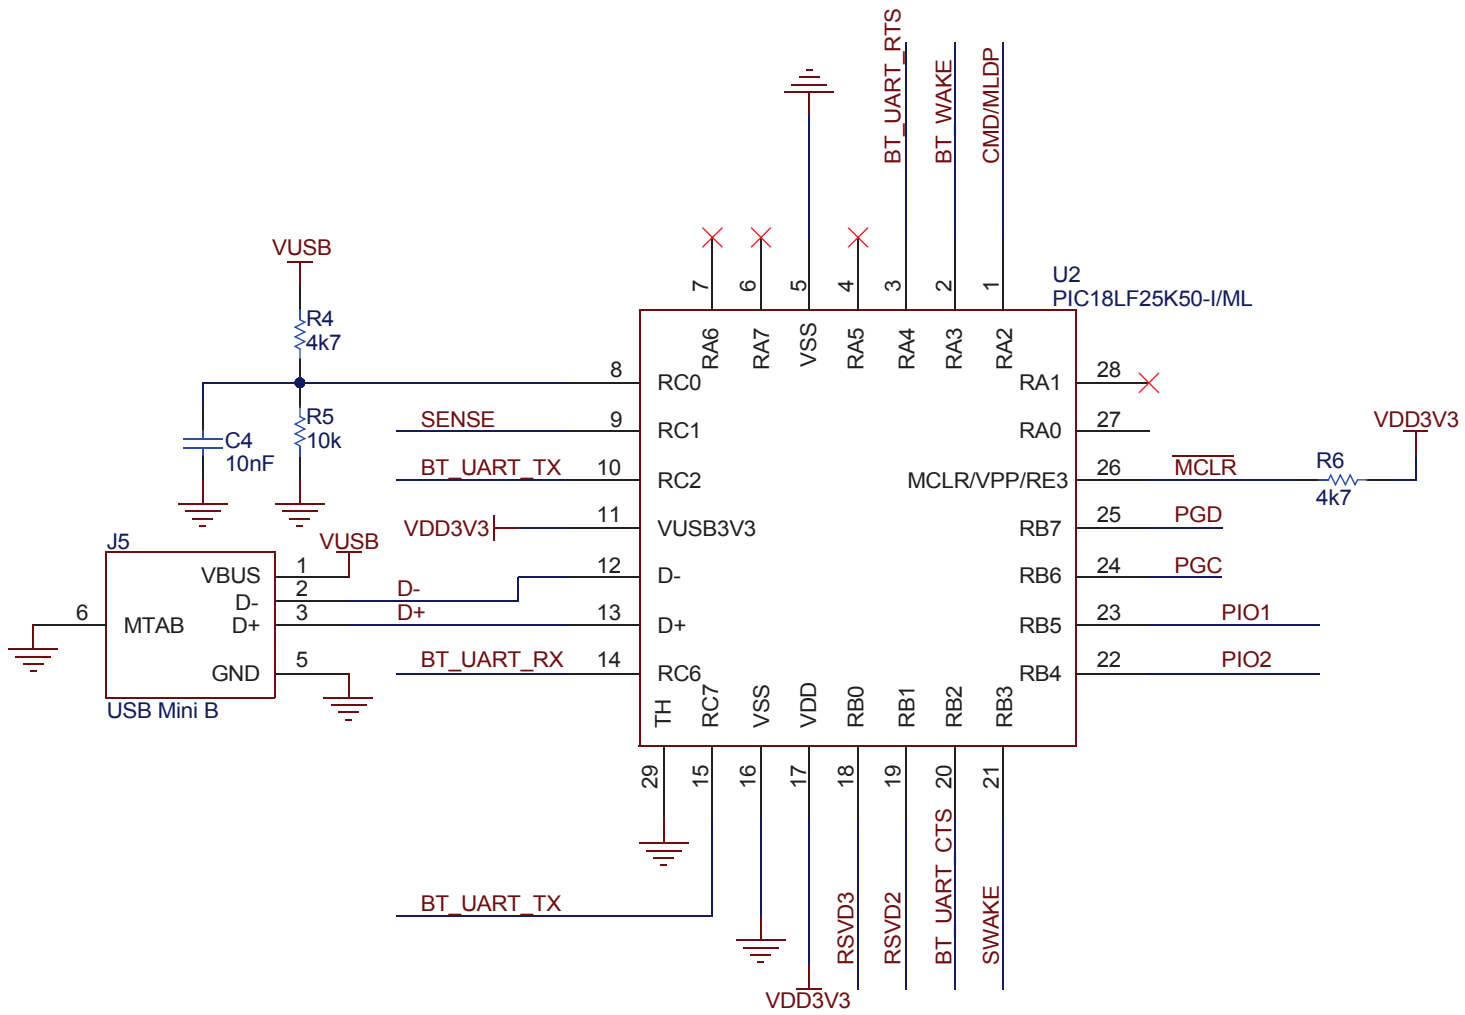 BT_UART_RTS
BT_WAKE
CMD/MLDP
VUSB
R4
4k7
R5
10k
C4
10nF
7
6
5
4
3
2
1
U2
PIC18LF25K50-I/ML
RA6
RA7
VSS
RA5
RA4
RA3
RA2
8
RC0
RA1
28
SENSE
9
RC1
RA0
27
VDD3V3
BT_UART_TX
10
RC2
MCLR/VPP/RE3
26
MCLR
R6
4k7
VDD3V3
11
VUSB3V3
RB7
25
PGD
J5
VUSB
VBUS
1
12
D-
RB6
24
PGC
D-
2
D-
6
MTAB
D+
3
D+
13
D+
RB5
23
PIO1
GND
5
BT_UART_RX
14
RC6
RB4
22
PIO2
USB Mini B
TH
RC7
VSS
VDD
RB0
RB1
RB2
RB3
29
15
16
17
18
19
20
21
BT_UART_TX
RSVD3
RSVD2
BT_UART_CTS
SWAKE
VDD3V3